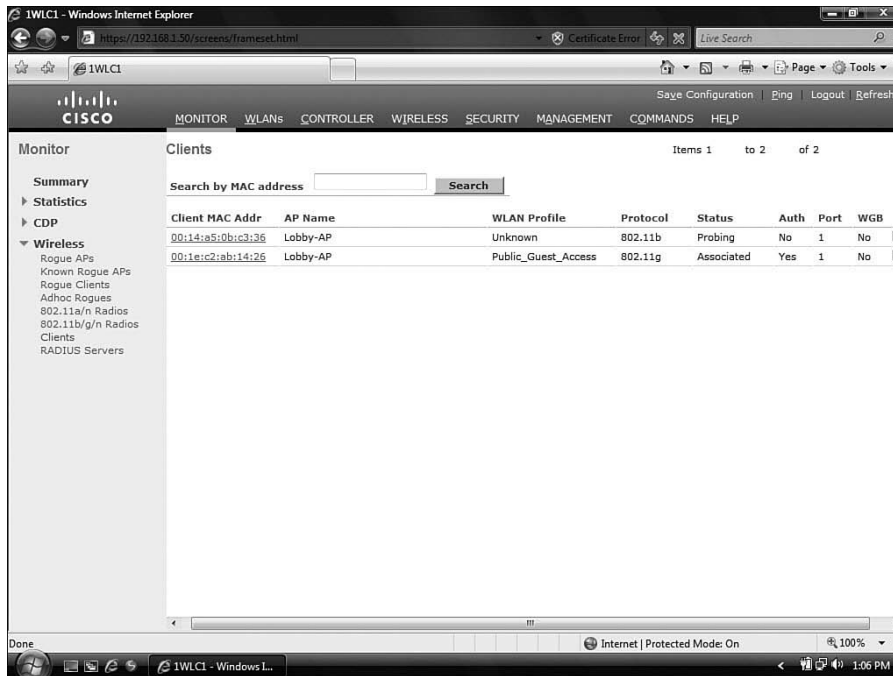 1WLC1 - Windows Internet Explorer
https://192.168.1.50/screens/frameset.html
Certificate Error
Live Search
1WLC1
Page
Tools
Save Configuration | Ping | Logout | Refresh
CISCO
MONITOR WLANs CONTROLLER WIRELESS SECURITY MANAGEMENT COMMANDS HELP
Monitor
Summary
Statistics
CDP
Wireless
Rogue APs
Known Rogue APs
Rogue Clients
Adhoc Rogues
802.11a/n Radios
802.11b/g/n Radios
Clients
RADIUS Servers
Clients
Items 1 to 2 of 2
Search by MAC address
Search
Client MAC Addr AP Name WLAN Profile Protocol Status Auth Port WGB
00:14:a5:0b:c3:36 Lobby-AP Unknown 802.11b Probing No 1 No
00:1e:c2:ab:14:26 Lobby-AP Public_Guest_Access 802.11g Associated Yes 1 No
Done
Internet | Protected Mode: On
100%
1WLC1 - Windows I...
1:06 PM